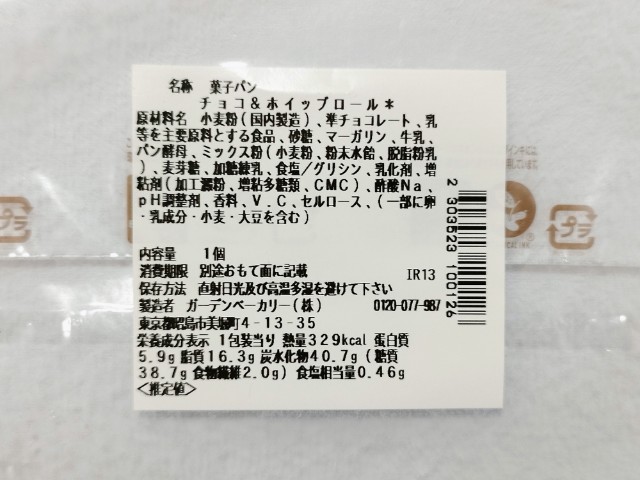 名称　菓子パン
チョコ&ホイップロール＊
原材料名　小麦粉(国内製造)、準チョコレート、乳
等を主要原料とする食品、砂糖、マーガリン、牛乳、
パン酵母、ミックス粉(小麦粉、粉末水飴、脱脂粉乳
)、麦芽糖、加糖練乳、食塩/グリシン、乳化剤、増
粘剤(加工澱粉、増粘多糖類、CMC)、酢酸Na、
pH調整剤、香料、V.C、セルロース、(一部に卵
・乳成分・小麦・大豆を含む)
内容量　1個
消費期限　別途おもて面に記載　IR13
保存方法　直射日光及び高温多湿を避けて下さい
製造者　ガーデンベーカリー(株)　0120-077-987
東京都昭島市美堀町4-13-35
栄養成分表示　1包装当り　熱量329kcal　蛋白質
5.9g　脂質16.3g　炭水化物40.7g(糖質
38.7g　食物繊維2.0g)　食塩相当量0.46g
<推定値>
2 303523 100126
プラ
プラ